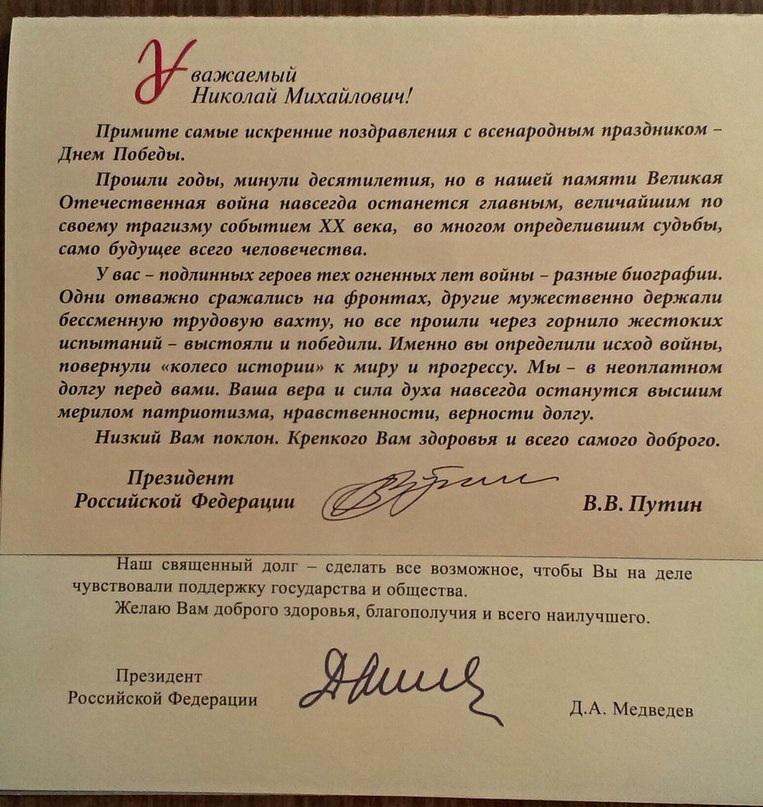 Уважаемый
Николай Михайлович!
Примите самые искренние поздравления с всенародным праздником –
Днем Победы.
Прошли годы, минули десятилетия, но в нашей памяти Великая
Отечественная война навсегда останется главным, величайшим по
своему трагизму событием XX века, во многом определившим судьбы,
само будущее всего человечества.
У вас – подлинных героев тех огненных лет войны – разные биографии.
Одни отважно сражались на фронтах, другие мужественно держали
бессменную трудовую вахту, но все прошли через горнило жестоких
испытаний – выстояли и победили. Именно вы определили исход войны,
повернули «колесо истории» к миру и прогрессу. Мы – в неоплатном
долгу перед вами. Ваша вера и сила духа навсегда останутся высшим
мерилом патриотизма, нравственности, верности долгу.
Низкий Вам поклон. Крепкого Вам здоровья и всего самого доброго.
Президент
Российской Федерации
В.В. Путин
Наш священный долг – сделать все возможное, чтобы Вы на деле
чувствовали поддержку государства и общества.
Желаю Вам доброго здоровья, благополучия и всего наилучшего.
Президент
Российской Федерации
Д.А. Медведев